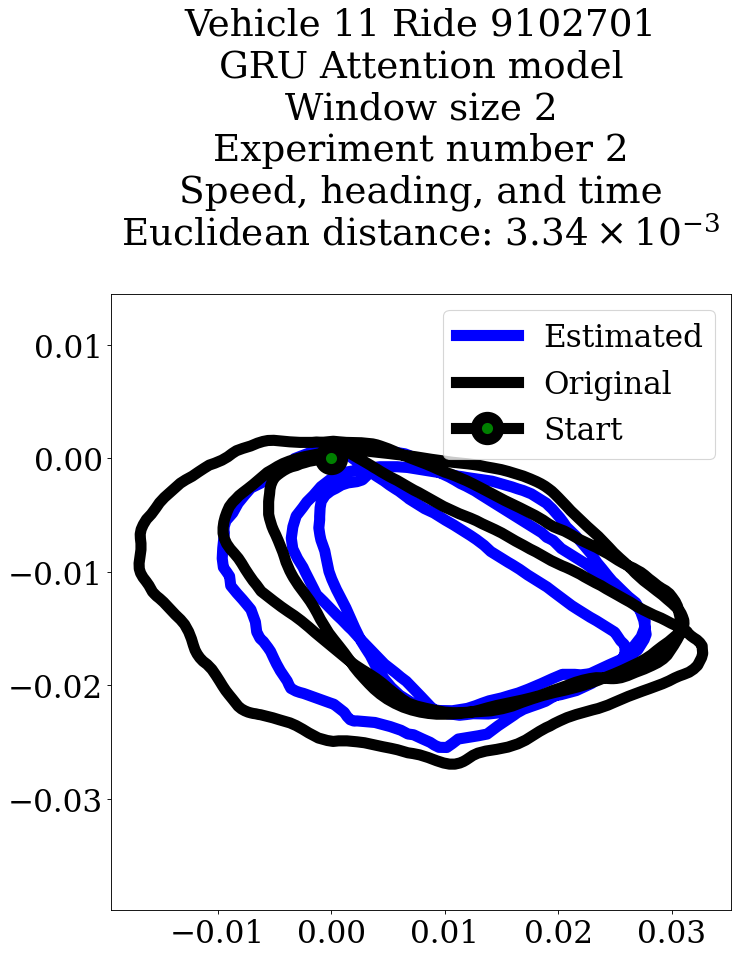 Vehicle 11 Ride 9102701
GRU Attention model
Window size 2
Experiment number 2
Speed, heading, and time
Euclidean distance: 3.34 × 10⁻³
Estimated
Original
Start
0.01
0.00
−0.01
−0.02
−0.03
−0.01 0.00 0.01 0.02 0.03